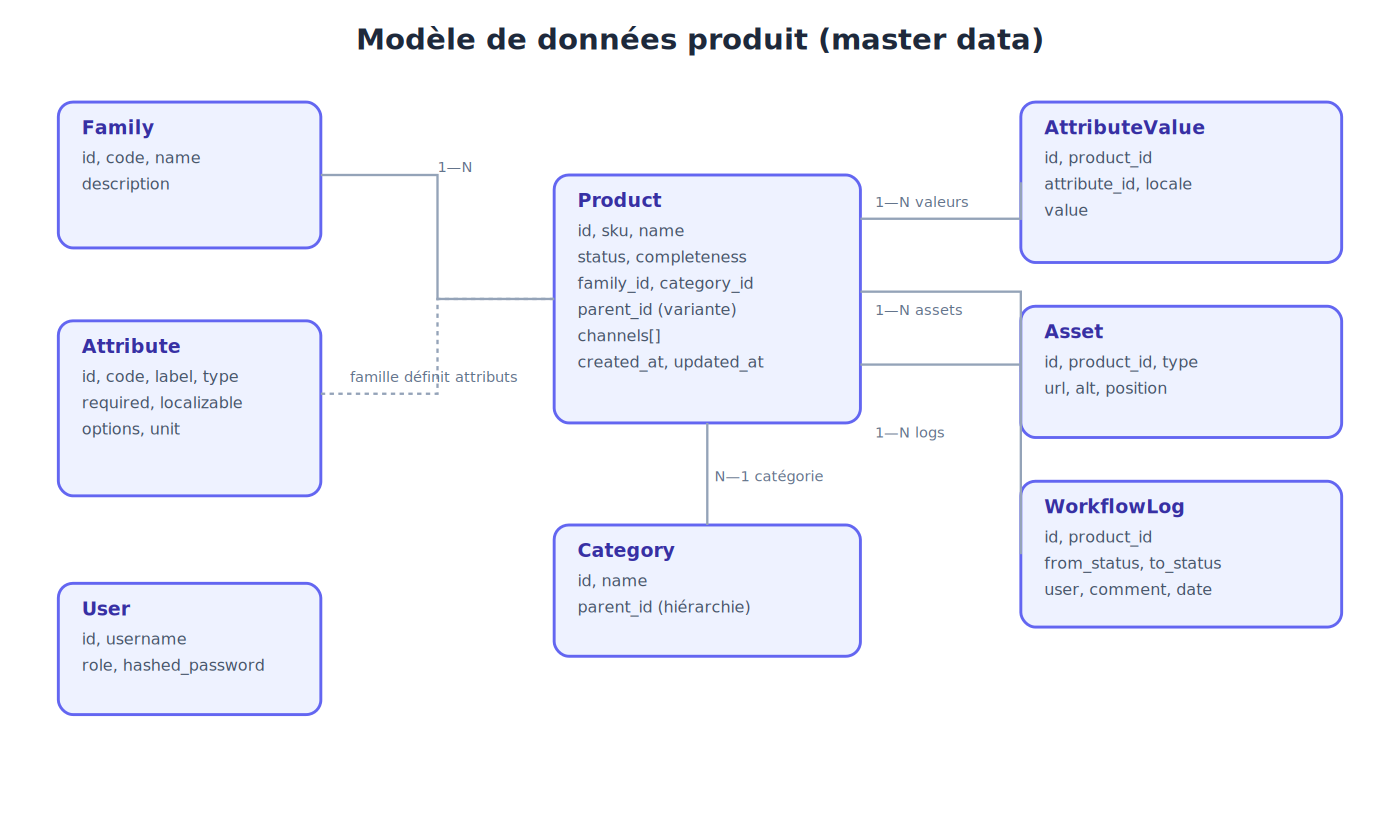 Modèle de données produit (master data)
Family
id, code, name
description
1—N
Attribute
id, code, label, type
required, localizable
options, unit
famille définit attributs
User
id, username
role, hashed_password
Product
id, sku, name
status, completeness
family_id, category_id
parent_id (variante)
channels[]
created_at, updated_at
N—1 catégorie
Category
id, name
parent_id (hiérarchie)
1—N valeurs
1—N assets
1—N logs
AttributeValue
id, product_id
attribute_id, locale
value
Asset
id, product_id, type
url, alt, position
WorkflowLog
id, product_id
from_status, to_status
user, comment, date